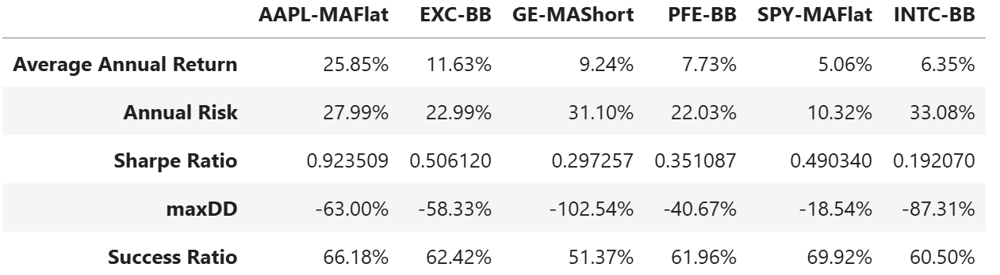 AAPL-MAFlat EXC-BB GE-MAShort PFE-BB SPY-MAFlat INTC-BB
Average Annual Return 25.85% 11.63% 9.24% 7.73% 5.06% 6.35%
Annual Risk 27.99% 22.99% 31.10% 22.03% 10.32% 33.08%
Sharpe Ratio 0.923509 0.506120 0.297257 0.351087 0.490340 0.192070
maxDD -63.00% -58.33% -102.54% -40.67% -18.54% -87.31%
Success Ratio 66.18% 62.42% 51.37% 61.96% 69.92% 60.50%